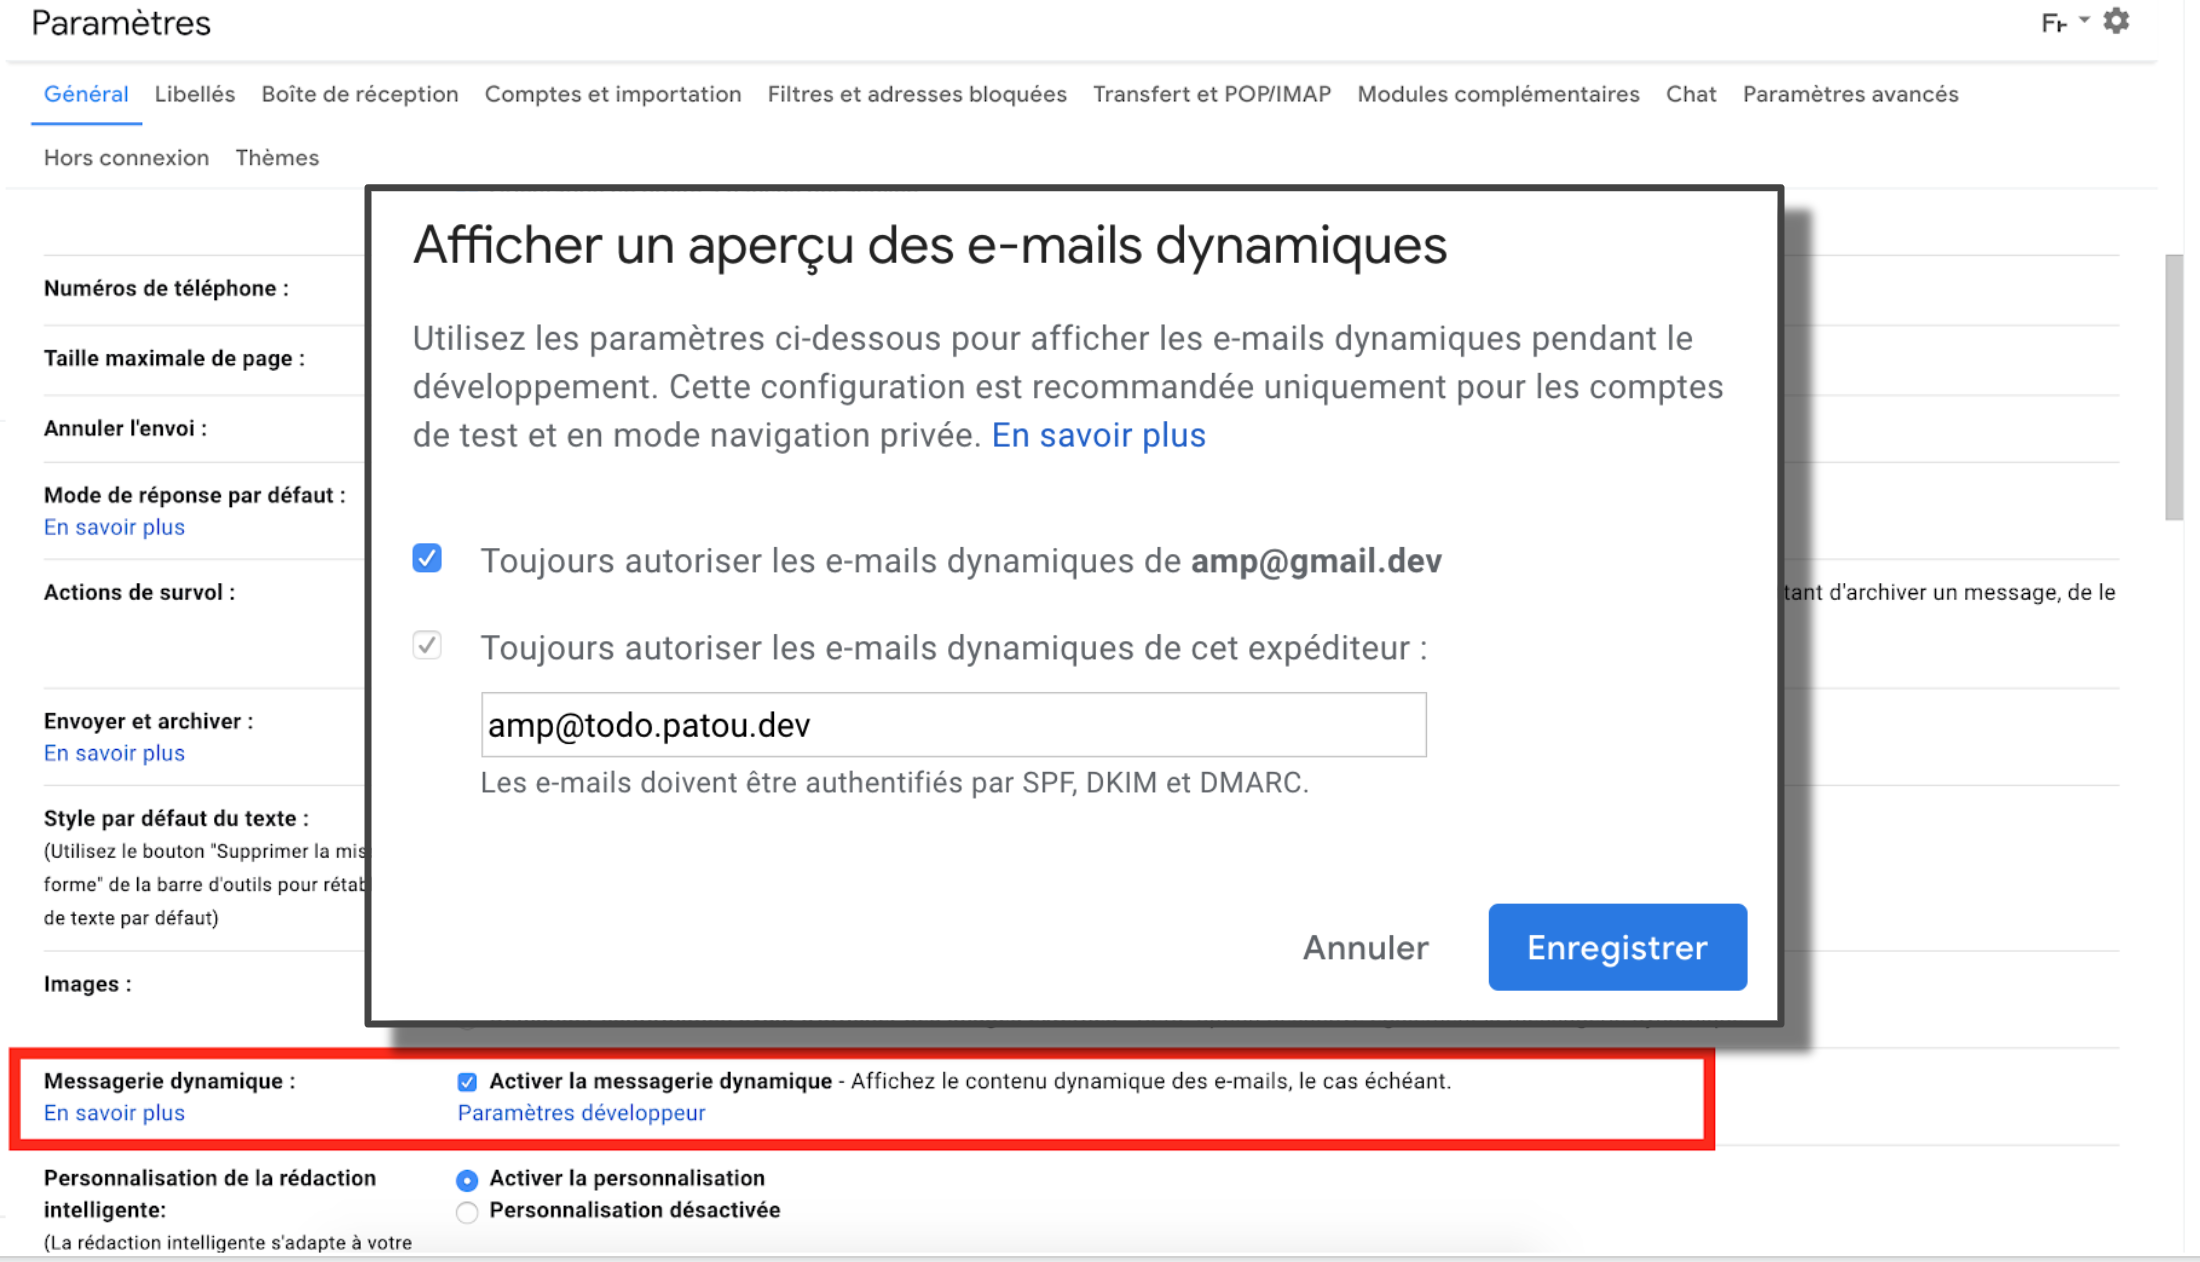 Paramètres
Fr
Général Libellés Boîte de réception Comptes et importation Filtres et adresses bloquées Transfert et POP/IMAP Modules complémentaires Chat Paramètres avancés
Hors connexion Thèmes
Afficher un aperçu des e-mails dynamiques
Utilisez les paramètres ci-dessous pour afficher les e-mails dynamiques pendant le
développement. Cette configuration est recommandée uniquement pour les comptes
de test et en mode navigation privée. En savoir plus
Toujours autoriser les e-mails dynamiques de amp@gmail.dev
Toujours autoriser les e-mails dynamiques de cet expéditeur :
amp@todo.patou.dev
Les e-mails doivent être authentifiés par SPF, DKIM et DMARC.
Annuler Enregistrer
Numéros de téléphone :
Taille maximale de page :
Annuler l'envoi :
Mode de réponse par défaut :
En savoir plus
Actions de survol :
tant d'archiver un message, de le
Envoyer et archiver :
En savoir plus
Style par défaut du texte :
(Utilisez le bouton "Supprimer la mis
forme" de la barre d'outils pour rétab
de texte par défaut)
Images :
Messagerie dynamique :
En savoir plus
Activer la messagerie dynamique - Affichez le contenu dynamique des e-mails, le cas échéant.
Paramètres développeur
Personnalisation de la rédaction
intelligente:
(La rédaction intelligente s'adapte à votre
Activer la personnalisation
Personnalisation désactivée